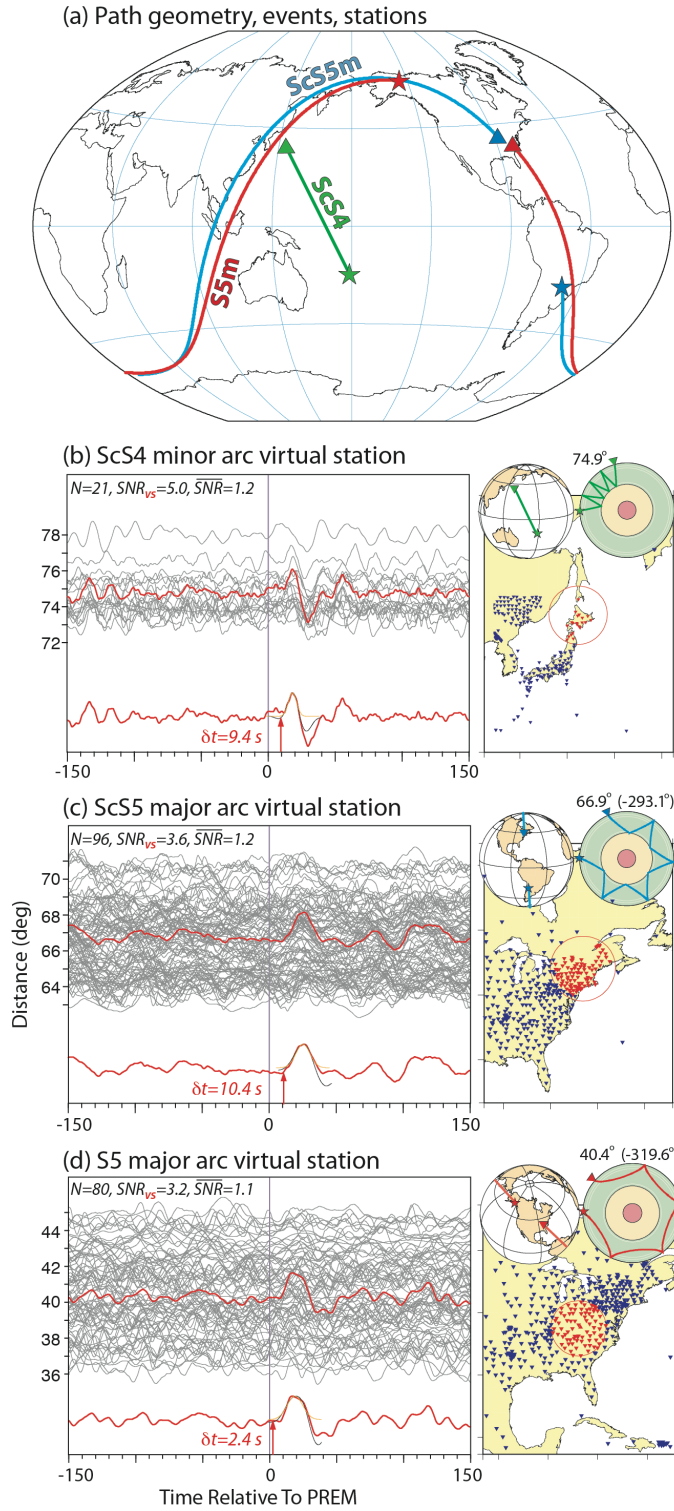 (a) Path geometry, events, stations
ScS5m
ScS4
S5m
(b) ScS4 minor arc virtual station
N=21, SNRvs=5.0, S̅N̅R̅=1.2
74.9°
78
76
74
72
δt=9.4 s
-150 0 150
(c) ScS5 major arc virtual station
N=96, SNRvs=3.6, S̅N̅R̅=1.2
66.9° (-293.1°)
70
68
66
64
Distance (deg)
δt=10.4 s
-150 0 150
(d) S5 major arc virtual station
N=80, SNRvs=3.2, S̅N̅R̅=1.1
40.4° (-319.6°)
44
42
40
38
36
δt=2.4 s
-150 0 150
Time Relative To PREM